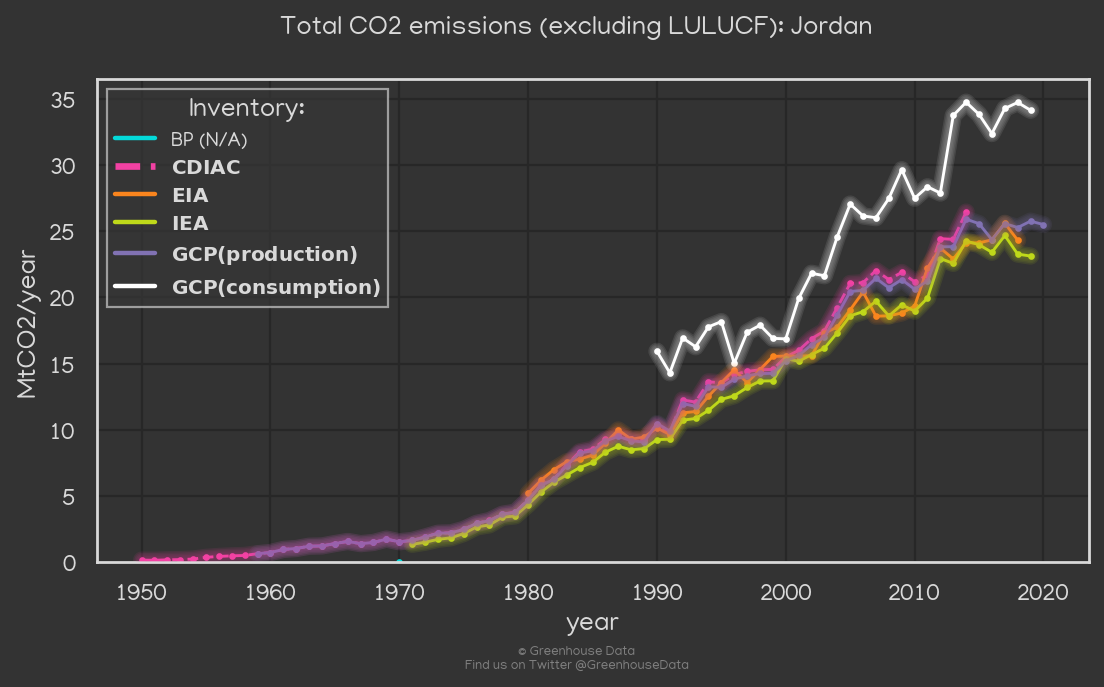 Total CO2 emissions (excluding LULUCF): Jordan
Inventory:
BP (N/A)
CDIAC
EIA
IEA
GCP(production)
GCP(consumption)
MtCO2/year
35
30
25
20
15
10
5
0
1950 1960 1970 1980 1990 2000 2010 2020
year
© Greenhouse Data
Find us on Twitter @GreenhouseData